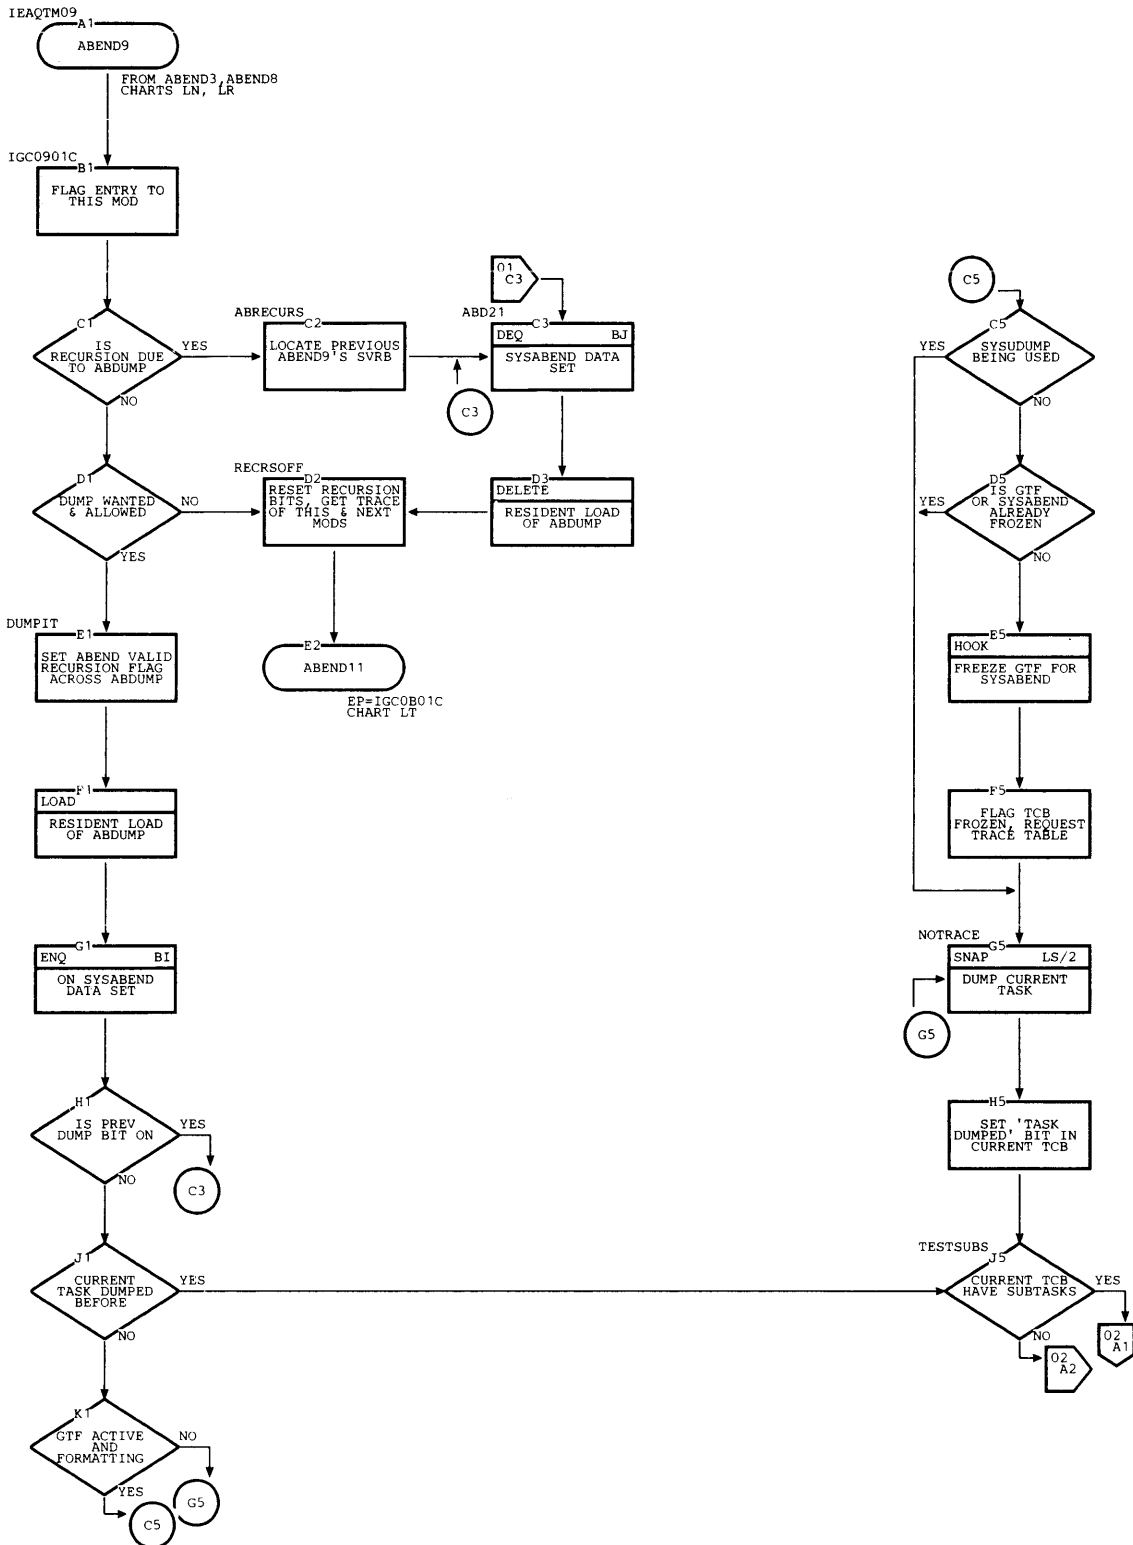 IEAQTM09
A1
ABEND9
FROM ABEND3,ABEND8
CHARTS LN, LR
IGC0901C
B1
FLAG ENTRY TO
THIS MOD
C1
IS
RECURSION DUE
TO ABDUMP
YES
NO
ABRECURS
C2
LOCATE PREVIOUS
ABEND9'S SVRB
01
C3
ABD21
C3
DEQ BJ
SYSABEND DATA
SET
C3
D1
DUMP WANTED
& ALLOWED
NO
YES
RECRSOFF
D2
RESET RECURSION
BITS, GET TRACE
OF THIS & NEXT
MODS
D3
DELETE
RESIDENT LOAD
OF ABDUMP
DUMPIT
E1
SET ABEND VALID
RECURSION FLAG
ACROSS ABDUMP
E2
ABEND11
EP=IGC0B01C
CHART LT
F1
LOAD
RESIDENT LOAD
OF ABDUMP
G1
ENQ BI
ON SYSABEND
DATA SET
H1
IS PREV
DUMP BIT ON
YES
NO
C3
J1
CURRENT
TASK DUMPED
BEFORE
YES
NO
K1
GTF ACTIVE
AND
FORMATTING
NO
YES
G5
C5
C5
C5
SYSUDUMP
BEING USED
YES
NO
D5
IS GTF
OR SYSABEND
ALREADY
FROZEN
YES
NO
E5
HOOK
FREEZE GTF FOR
SYSABEND
F5
FLAG TCB
FROZEN, REQUEST
TRACE TABLE
NOTRACE
G5
SNAP LS/2
DUMP CURRENT
TASK
G5
H5
SET 'TASK
DUMPED' BIT IN
CURRENT TCB
TESTSUBS
J5
CURRENT TCB
HAVE SUBTASKS
YES
NO
02
A1
02
A2